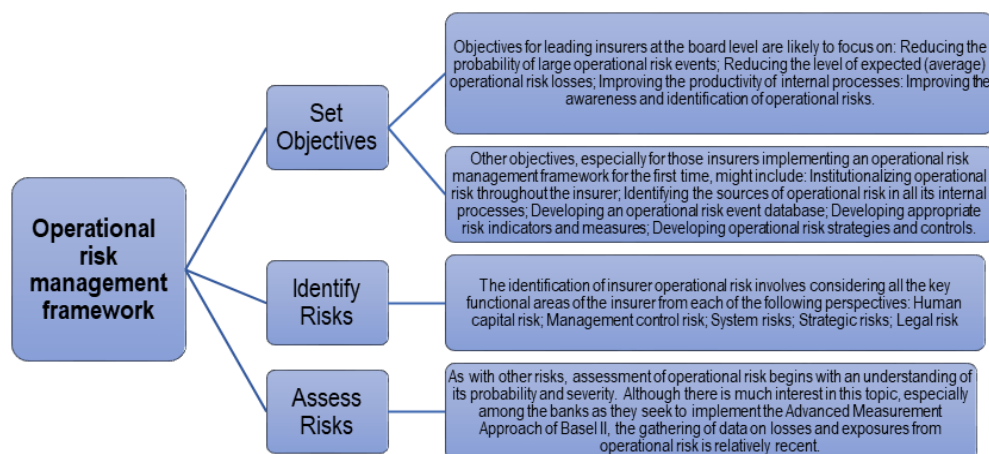 Operational
risk
management
framework
Set
Objectives
Objectives for leading insurers at the board level are likely to focus on: Reducing the
probability of large operational risk events; Reducing the level of expected (average)
operational risk losses; Improving the productivity of internal processes: Improving the
awareness and identification of operational risks.
Other objectives, especially for those insurers implementing an operational risk
management framework for the first time, might include: Institutionalizing operational
risk throughout the insurer; Identifying the sources of operational risk in all its internal
processes; Developing an operational risk event database; Developing appropriate
risk indicators and measures; Developing operational risk strategies and controls.
Identify
Risks
The identification of insurer operational risk involves considering all the key
functional areas of the insurer from each of the following perspectives: Human
capital risk; Management control risk; System risks; Strategic risks; Legal risk
Assess
Risks
As with other risks, assessment of operational risk begins with an understanding of
its probability and severity. Although there is much interest in this topic, especially
among the banks as they seek to implement the Advanced Measurement
Approach of Basel II, the gathering of data on losses and exposures from
operational risk is relatively recent.